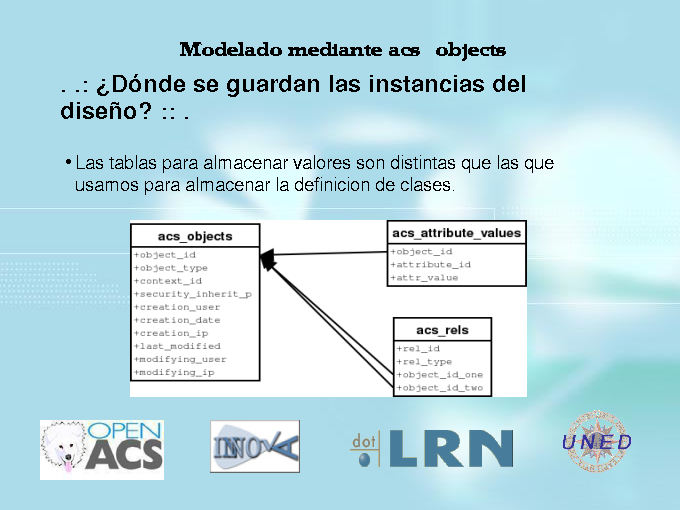 Modelado mediante acs objects
. .: ¿Dónde se guardan las instancias del
diseño? :: .
•Las tablas para almacenar valores son distintas que las que
usamos para almacenar la definicion de clases.
acs_objects
+object_id
+object_type
+context_id
+security_inherit_p
+creation_user
+creation_date
+creation_ip
+last_modified
+modifying_user
+modifying_ip
acs_attribute_values
+object_id
+attribute_id
+attr_value
acs_rels
+rel_id
+rel_type
+object_id_one
+object_id_two
OPEN
ACS
INNOVA
dot
LRN
UNED